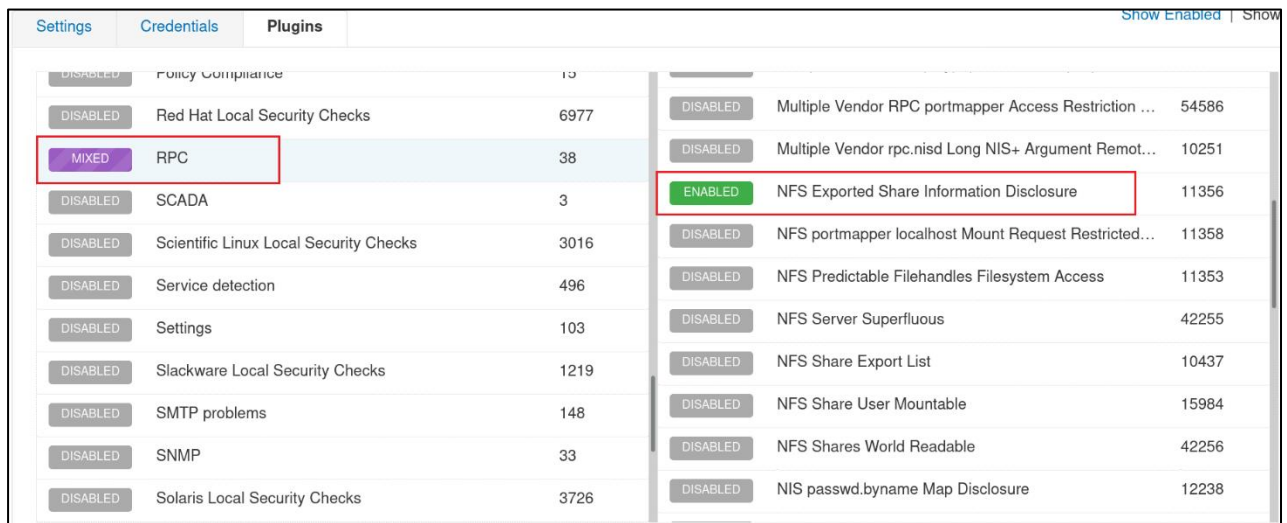 Settings Credentials Plugins Show Enabled | Show
DISABLED Policy Compliance 15
DISABLED Red Hat Local Security Checks 6977
MIXED RPC 38
DISABLED SCADA 3
DISABLED Scientific Linux Local Security Checks 3016
DISABLED Service detection 496
DISABLED Settings 103
DISABLED Slackware Local Security Checks 1219
DISABLED SMTP problems 148
DISABLED SNMP 33
DISABLED Solaris Local Security Checks 3726
DISABLED Multiple Vendor RPC portmapper Access Restriction ... 54586
DISABLED Multiple Vendor rpc.nisd Long NIS+ Argument Remot... 10251
ENABLED NFS Exported Share Information Disclosure 11356
DISABLED NFS portmapper localhost Mount Request Restricted... 11358
DISABLED NFS Predictable Filehandles Filesystem Access 11353
DISABLED NFS Server Superfluous 42255
DISABLED NFS Share Export List 10437
DISABLED NFS Share User Mountable 15984
DISABLED NFS Shares World Readable 42256
DISABLED NIS passwd.byname Map Disclosure 12238